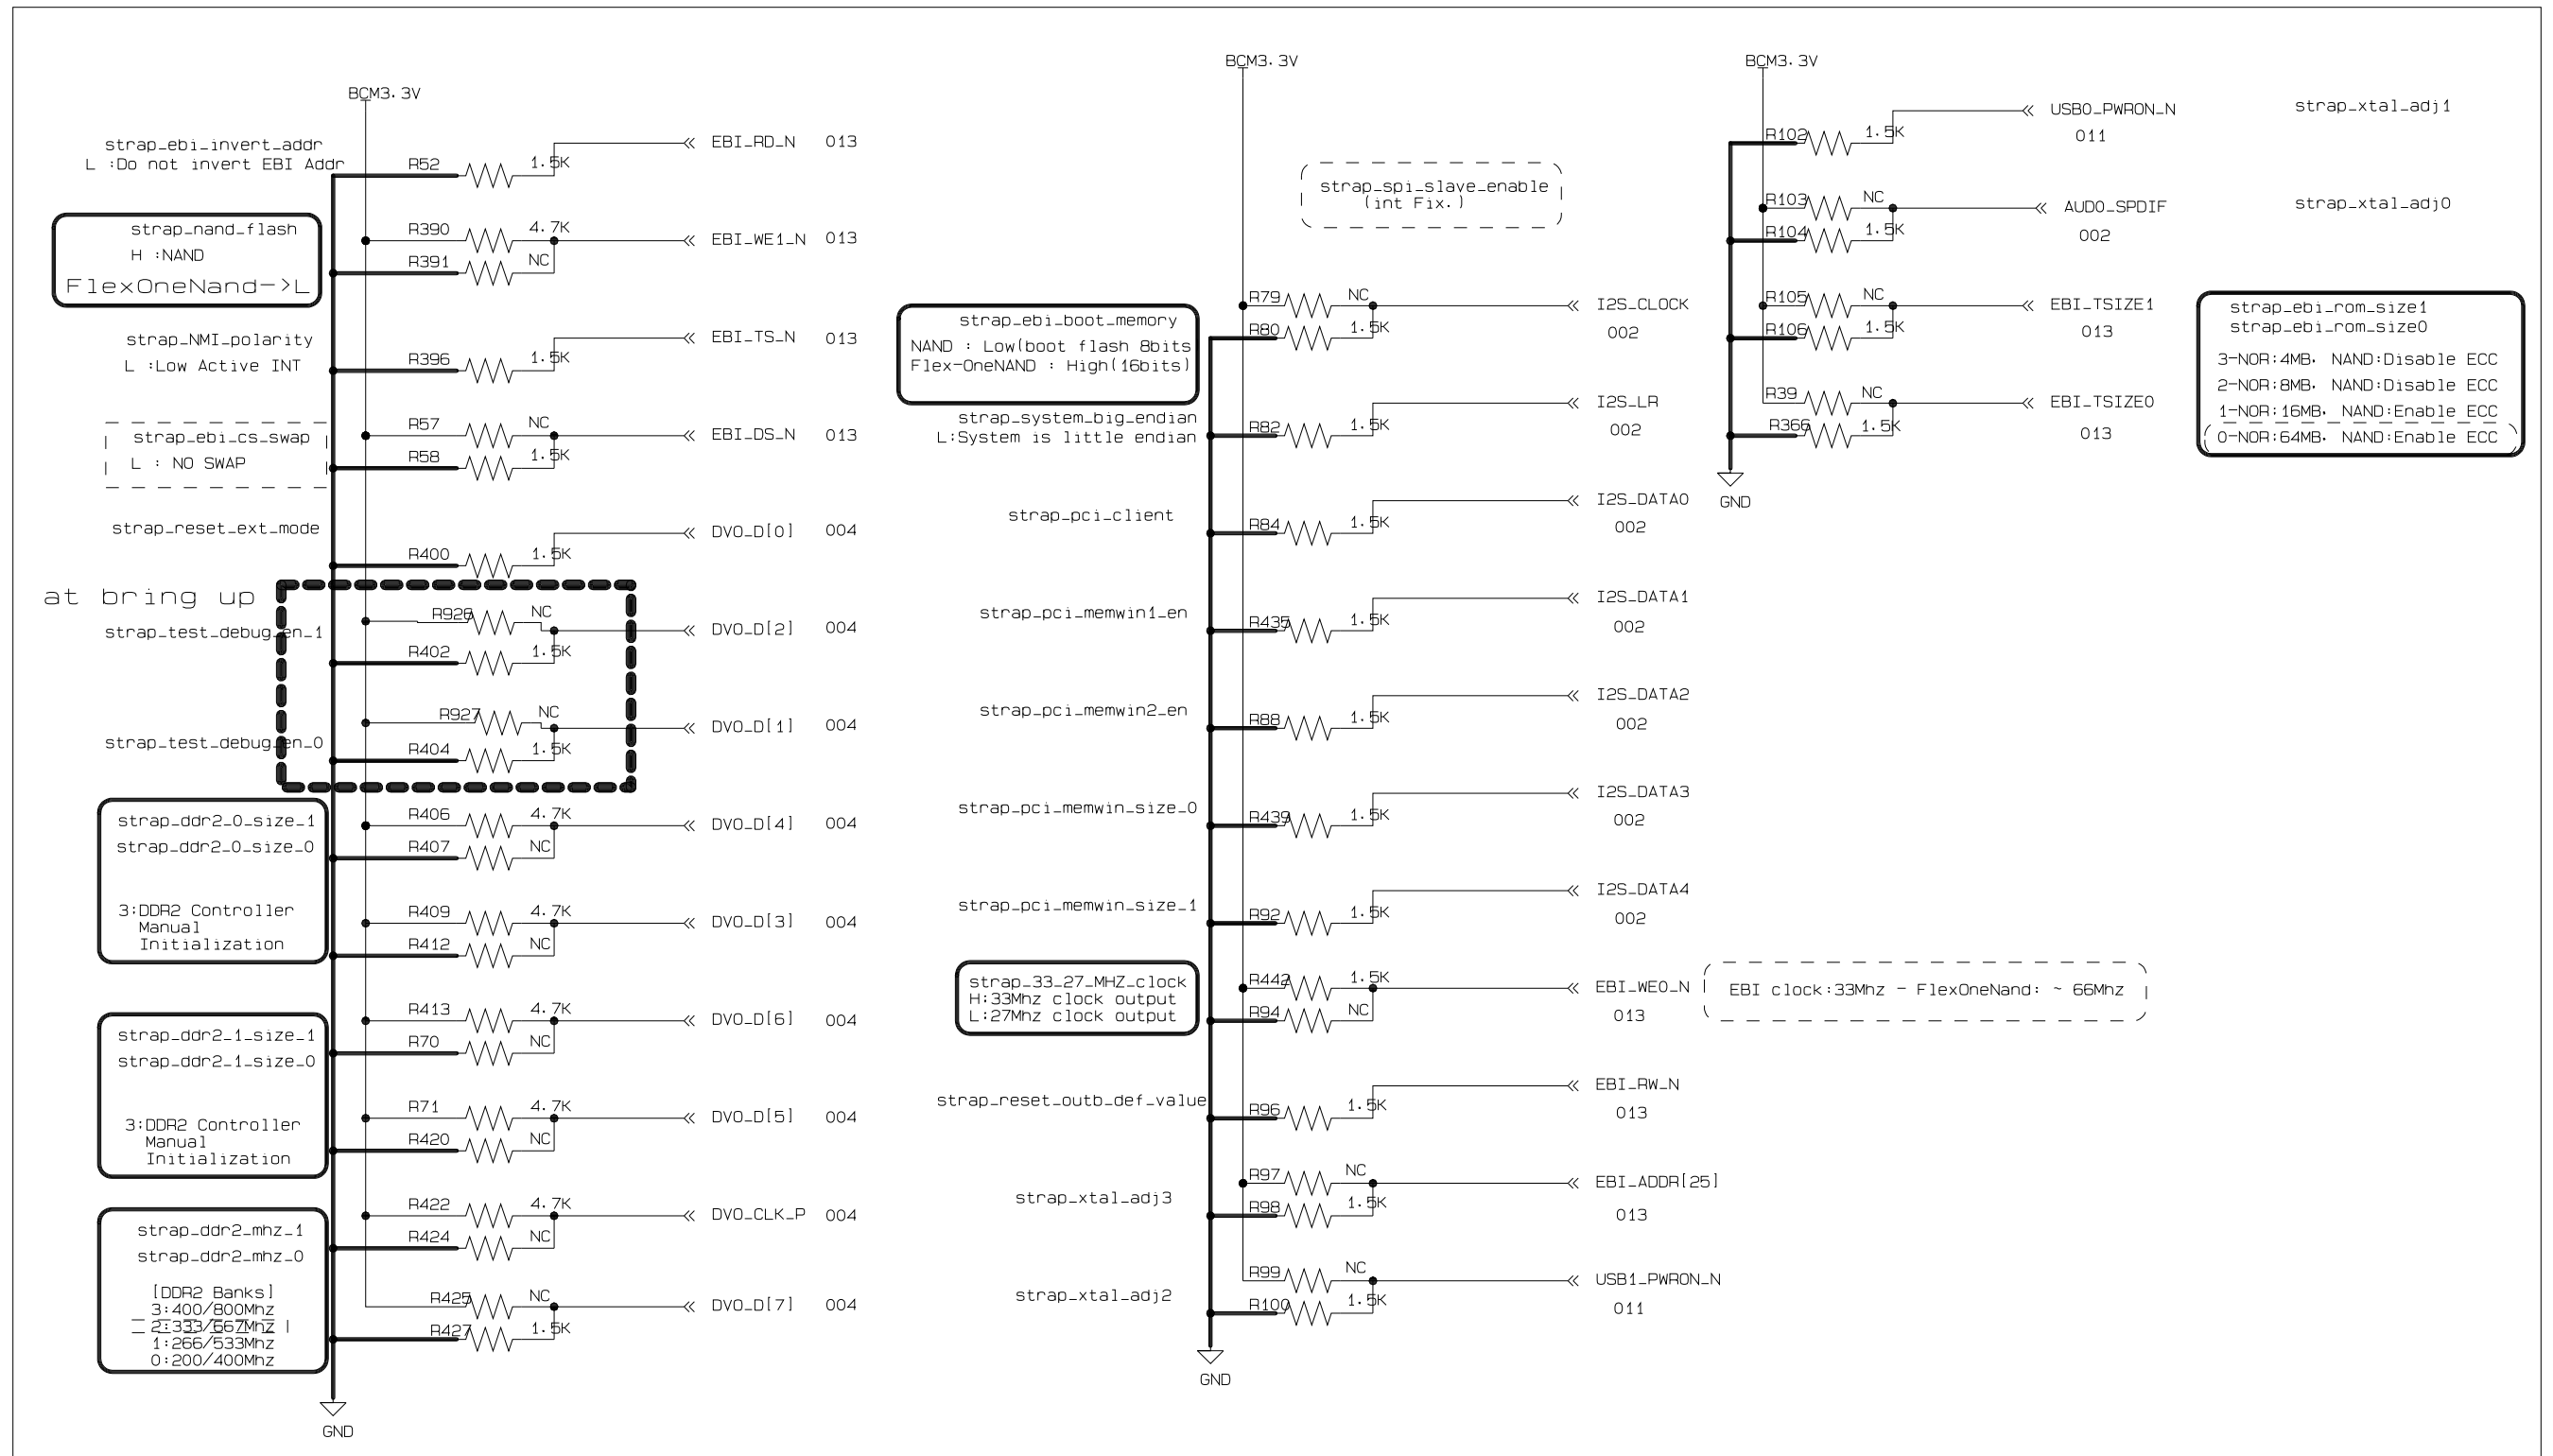 BCM3.3V
strap_ebi_invert_addr
L :Do not invert EBI Addr
R52
1.5K
EBI_RD_N 013
strap_nand_flash
H :NAND
FlexOneNand->L
R390
4.7K
EBI_WE1_N 013
R391
NC
strap_NMI_polarity
L :Low Active INT
R396
1.5K
EBI_TS_N 013
strap_ebi_cs_swap
L : NO SWAP
R57
NC
EBI_DS_N 013
R58
1.5K
strap_reset_ext_mode
R400
1.5K
DVO_D[0] 004
at bring up
strap_test_debug_en_1
R926
NC
DVO_D[2] 004
R402
1.5K
strap_test_debug_en_0
R927
NC
DVO_D[1] 004
R404
1.5K
strap_ddr2_0_size_1
strap_ddr2_0_size_0
3:DDR2 Controller
Manual
Initialization
R406
4.7K
DVO_D[4] 004
R407
NC
R409
4.7K
DVO_D[3] 004
R412
NC
strap_ddr2_1_size_1
strap_ddr2_1_size_0
3:DDR2 Controller
Manual
Initialization
R413
4.7K
DVO_D[6] 004
R70
NC
R71
4.7K
DVO_D[5] 004
R420
NC
strap_ddr2_mhz_1
strap_ddr2_mhz_0
[DDR2 Banks]
3:400/800Mhz
2:333/667Mhz
1:266/533Mhz
0:200/400Mhz
R422
4.7K
DVO_CLK_P 004
R424
NC
R425
NC
DVO_D[7] 004
R427
1.5K
GND
BCM3.3V
strap_spi_slave_enable
(int Fix.)
strap_ebi_boot_memory
NAND : Low(boot flash 8bits
Flex-OneNAND : High(16bits)
R79
NC
I2S_CLOCK
002
R80
1.5K
strap_system_big_endian
L:System is little endian
R82
1.5K
I2S_LR
002
strap_pci_client
R84
1.5K
I2S_DATA0
002
strap_pci_memwin1_en
R435
1.5K
I2S_DATA1
002
strap_pci_memwin2_en
R88
1.5K
I2S_DATA2
002
strap_pci_memwin_size_0
R439
1.5K
I2S_DATA3
002
strap_pci_memwin_size_1
R92
1.5K
I2S_DATA4
002
strap_33_27_MHZ_clock
H:33Mhz clock output
L:27Mhz clock output
R442
1.5K
EBI_WE0_N
013
R94
NC
EBI clock:33Mhz - FlexOneNand: ~ 66Mhz
strap_reset_outb_def_value
R96
1.5K
EBI_RW_N
013
strap_xtal_adj3
R97
NC
EBI_ADDR[25]
013
R98
1.5K
strap_xtal_adj2
R99
NC
USB1_PWRON_N
011
R100
1.5K
GND
BCM3.3V
R102
1.5K
USB0_PWRON_N
011
strap_xtal_adj1
R103
NC
AUD0_SPDIF
002
strap_xtal_adj0
R104
1.5K
R105
NC
EBI_TSIZE1
013
R106
1.5K
R39
NC
EBI_TSIZE0
013
R366
1.5K
GND
strap_ebi_rom_size1
strap_ebi_rom_size0
3-NOR:4MB, NAND:Disable ECC
2-NOR:8MB, NAND:Disable ECC
1-NOR:16MB, NAND:Enable ECC
0-NOR:64MB, NAND:Enable ECC